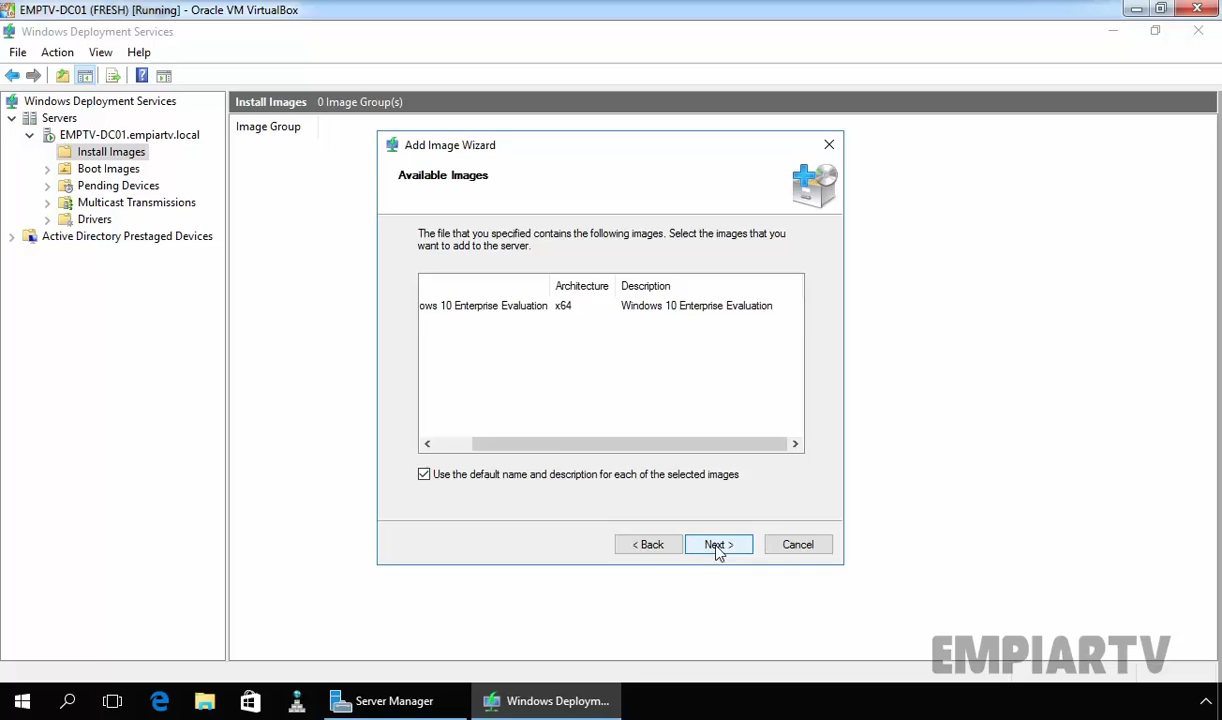 EMPTV-DC01 (FRESH) [Running] - Oracle VM VirtualBox
Windows Deployment Services
File Action View Help
Windows Deployment Services
Servers
EMPTV-DC01.empiartv.local
Install Images
Boot Images
Pending Devices
Multicast Transmissions
Drivers
Active Directory Prestaged Devices
Install Images 0 Image Group(s)
Image Group
Add Image Wizard
Available Images
The file that you specified contains the following images. Select the images that you
want to add to the server.
Architecture Description
ows 10 Enterprise Evaluation x64 Windows 10 Enterprise Evaluation
Use the default name and description for each of the selected images
< Back Next > Cancel
EMPIARTV
Server Manager
Windows Deploym...